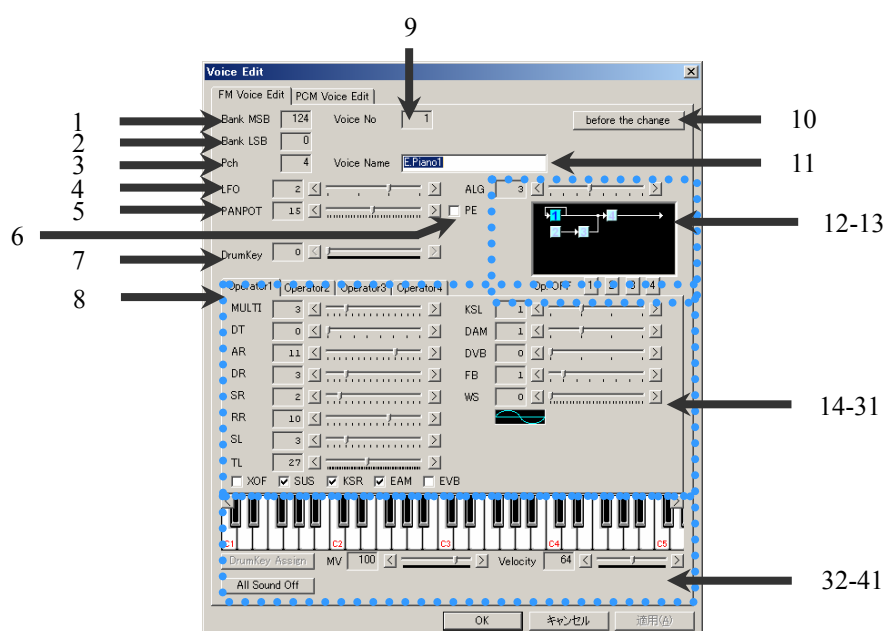 9
Voice Edit
FM Voice Edit PCM Voice Edit
1 Bank MSB 124 Voice No 1 before the change 10
2 Bank LSB 0
3 Pch 4 Voice Name E.Piano1 11
4 LFO 2 ALG 3
5 PANPOT 15 PE 1 4 12-13
6 2 3
7 DrumKey 0
8 Operator1 Operator2 Operator3 Operator4 Op. OFF 1 2 3 4
MULTI 3 KSL 1
DT 0 DAM 1
AR 11 DVB 0
DR 3 FB 1
SR 2 WS 0 14-31
RR 10
SL 3
TL 27
XOF SUS KSR EAM EVB
C1 C2 C3 C4 C5
DrumKey Assign MV 100 Velocity 64
All Sound Off 32-41
OK キャンセル 適用(A)